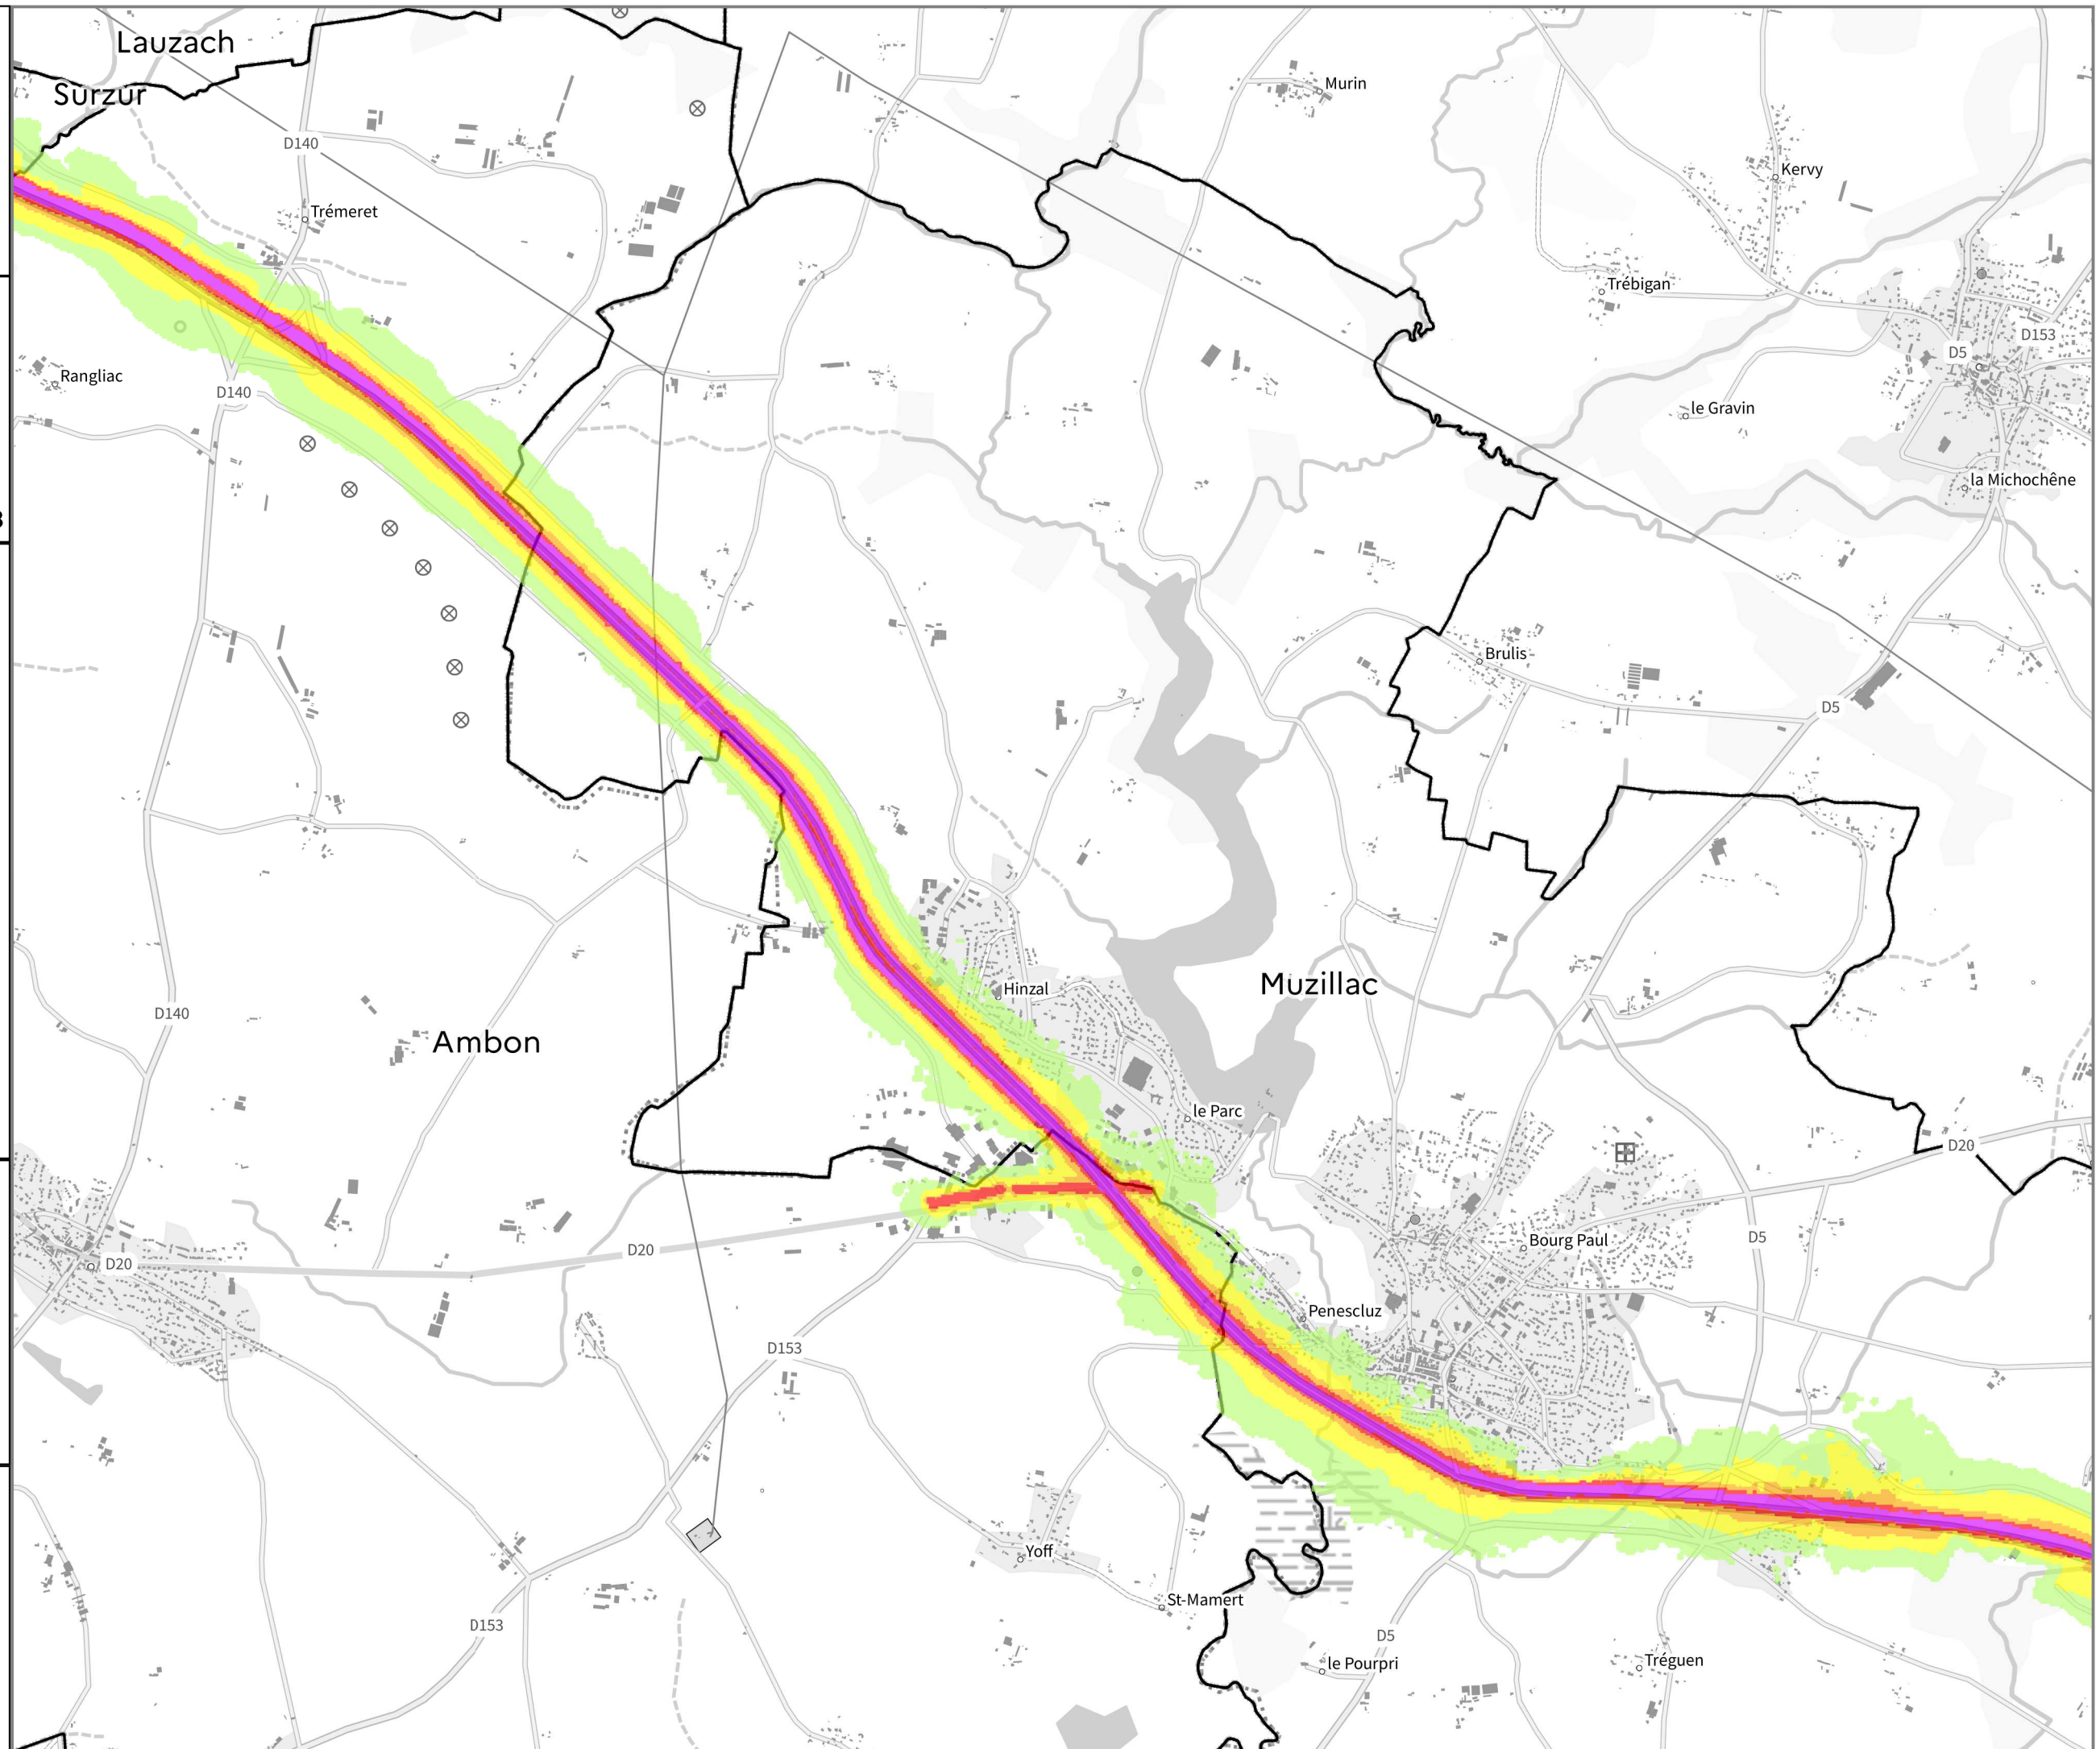 Lauzach
Surzur
Murin
D140
Kervy
Trémeret
Trébigan
D153
D5
Rangliac
D140
le Gravin
la Michochêne
Brulis
D5
Muzillac
Hinzal
D140
Ambon
le Parc
D20
D5
Bourg Paul
D20
D20
Penescluz
D153
Yoff
St-Mamert
D153
D5
le Pourpri
Tréguen